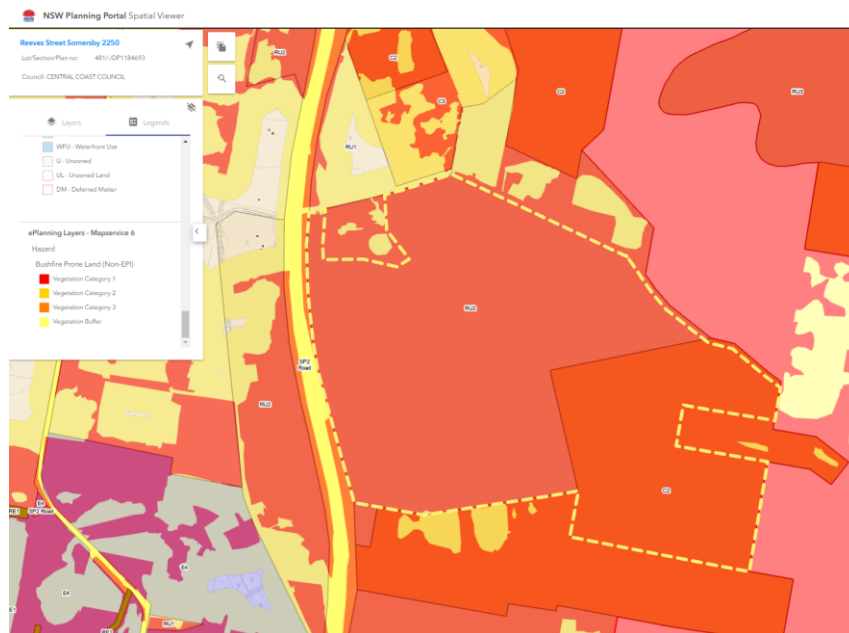 NSW Planning Portal Spatial Viewer
Reeves Street Somersby 2250
Lot/Section/Plan no: 481/-/DP1184693
Council: CENTRAL COAST COUNCIL
Layers
Legends
WFU - Waterfront Use
U - Unzoned
UL - Unzoned Land
DM - Deferred Matter
ePlanning Layers - Mapservice 6
Hazard
Bushfire Prone Land (Non-EPI)
Vegetation Category 1
Vegetation Category 2
Vegetation Category 3
Vegetation Buffer
RU2
C2
C3
C2
RU2
RU1
RU2
SP2
Road
RU2
C2
E4
RE1
SP2 Road
E4
E4
RE1
RU1
RE1